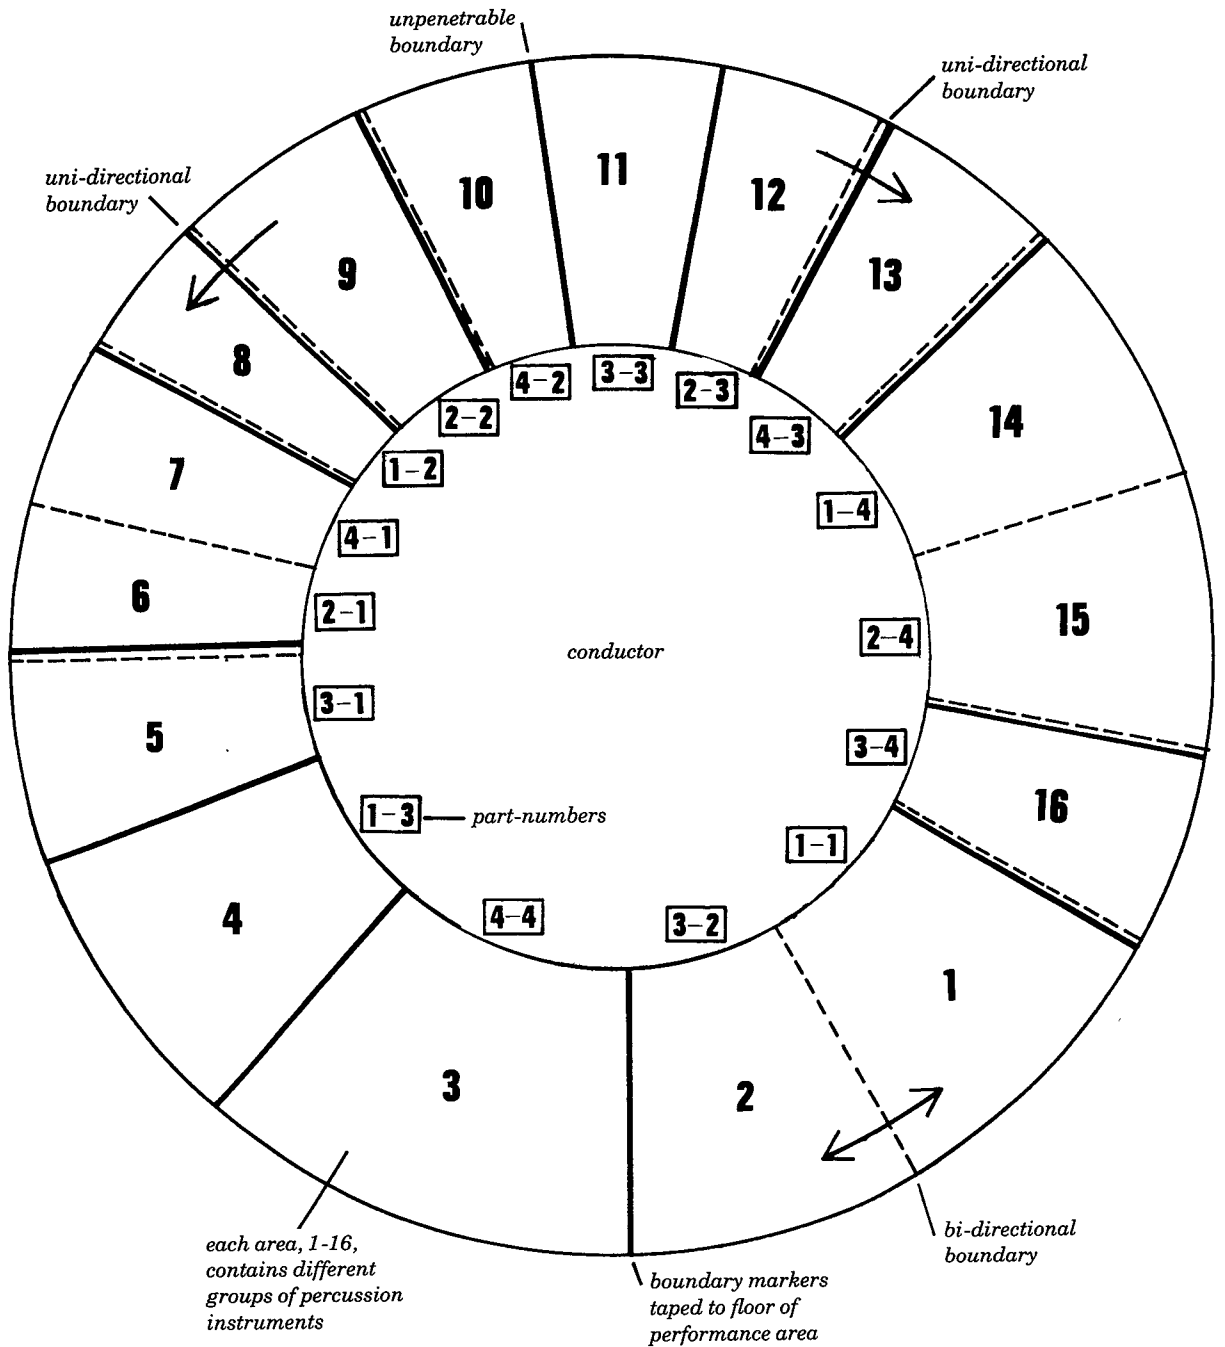 unpenetrable
boundary
uni-directional
boundary
uni-directional
boundary
11
10
12
9
13
8
3–3
4–2
2–3
2–2
4–3
14
7
1–2
1–4
4–1
6
2–1
15
2–4
conductor
3–1
5
3–4
16
1–3
part-numbers
1–1
4
4–4
3–2
1
3
2
bi-directional
boundary
each area, 1-16,
contains different
groups of percussion
instruments
boundary markers
taped to floor of
performance area